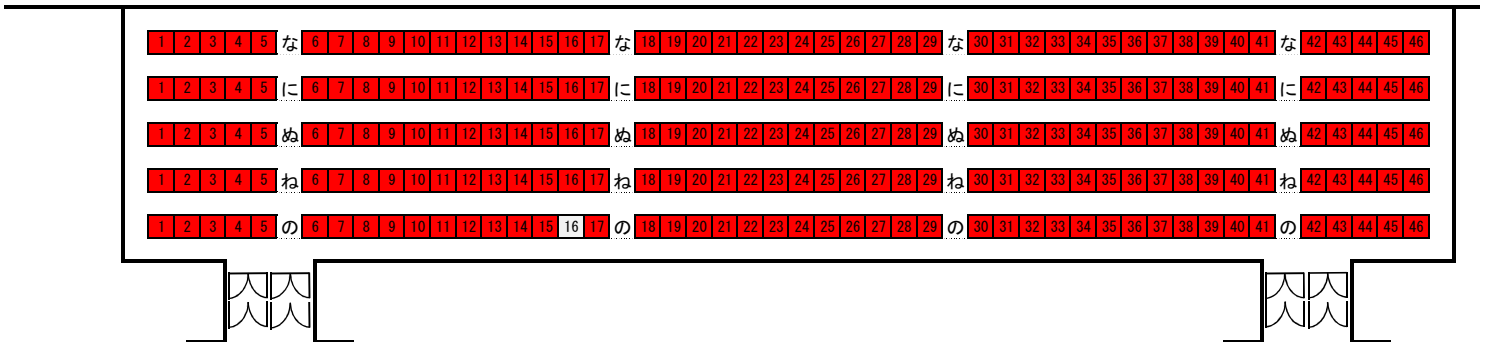 1 2 3 4 5 な 6 7 8 9 10 11 12 13 14 15 16 17 な 18 19 20 21 22 23 24 25 26 27 28 29 な 30 31 32 33 34 35 36 37 38 39 40 41 な 42 43 44 45 46
1 2 3 4 5 に 6 7 8 9 10 11 12 13 14 15 16 17 に 18 19 20 21 22 23 24 25 26 27 28 29 に 30 31 32 33 34 35 36 37 38 39 40 41 に 42 43 44 45 46
1 2 3 4 5 ぬ 6 7 8 9 10 11 12 13 14 15 16 17 ぬ 18 19 20 21 22 23 24 25 26 27 28 29 ぬ 30 31 32 33 34 35 36 37 38 39 40 41 ぬ 42 43 44 45 46
1 2 3 4 5 ね 6 7 8 9 10 11 12 13 14 15 16 17 ね 18 19 20 21 22 23 24 25 26 27 28 29 ね 30 31 32 33 34 35 36 37 38 39 40 41 ね 42 43 44 45 46
1 2 3 4 5 の 6 7 8 9 10 11 12 13 14 15 16 17 の 18 19 20 21 22 23 24 25 26 27 28 29 の 30 31 32 33 34 35 36 37 38 39 40 41 の 42 43 44 45 46